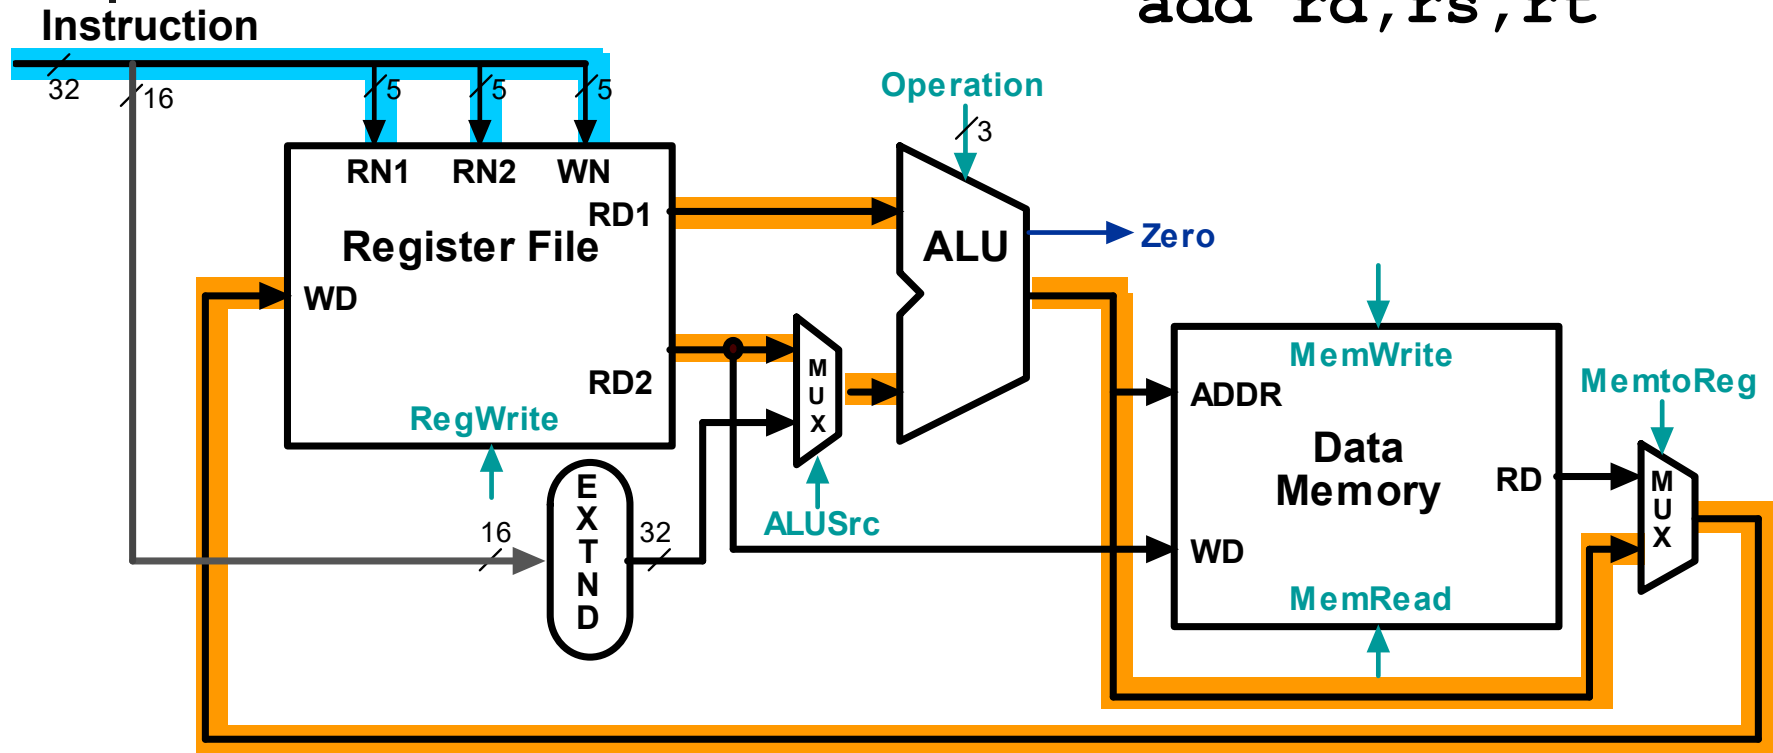 add rd,rs,rt
Instruction
32
16
5
5
5
Operation
3
RN1 RN2 WN
RD1
Register File
ALU
Zero
WD
RD2
RegWrite
M
U
X
MemWrite
ADDR
MemtoReg
Data
Memory
RD
M
U
X
E
X
T
N
D
16
32
ALUSrc
WD
MemRead